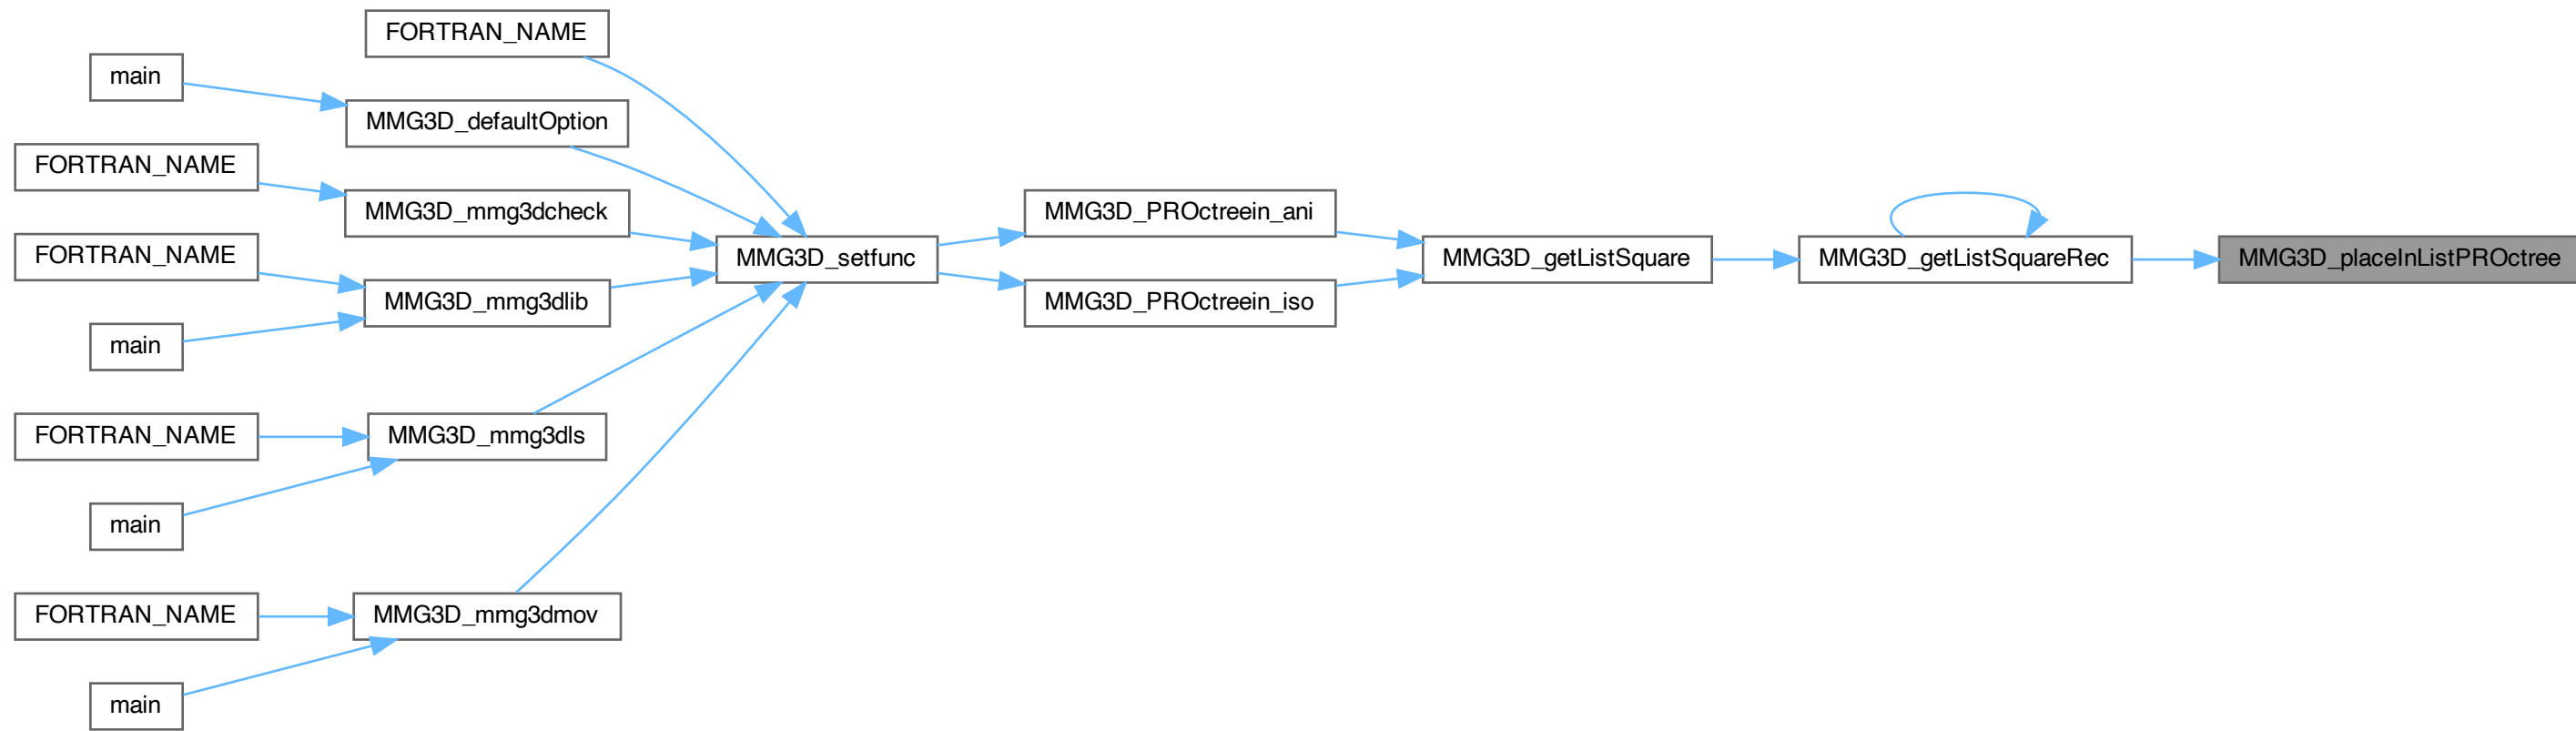 FORTRAN_NAME
main
MMG3D_defaultOption
FORTRAN_NAME
MMG3D_mmg3dcheck
FORTRAN_NAME
MMG3D_mmg3dlib
main
FORTRAN_NAME
MMG3D_mmg3dls
main
FORTRAN_NAME
MMG3D_mmg3dmov
main
MMG3D_setfunc
MMG3D_PROctreein_ani
MMG3D_PROctreein_iso
MMG3D_getListSquare
MMG3D_getListSquareRec
MMG3D_placeInListPROctree